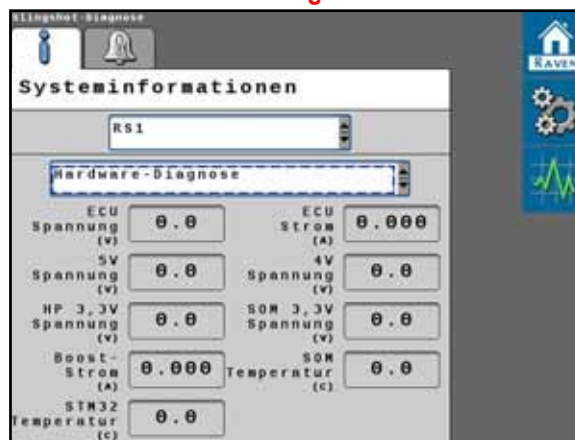 Slingshot-Diagnose
RAVEN
Systeminformationen
RS1
Hardware-Diagnose
ECU Spannung (V) 0.0
ECU Strom (A) 0.000
5V Spannung (V) 0.0
4V Spannung (V) 0.0
HP 3,3V Spannung (V) 0.0
SOM 3,3V Spannung (V) 0.0
Boost-Strom (A) 0.000
SOM Temperatur (C) 0.0
STM32 Temperatur (C) 0.0